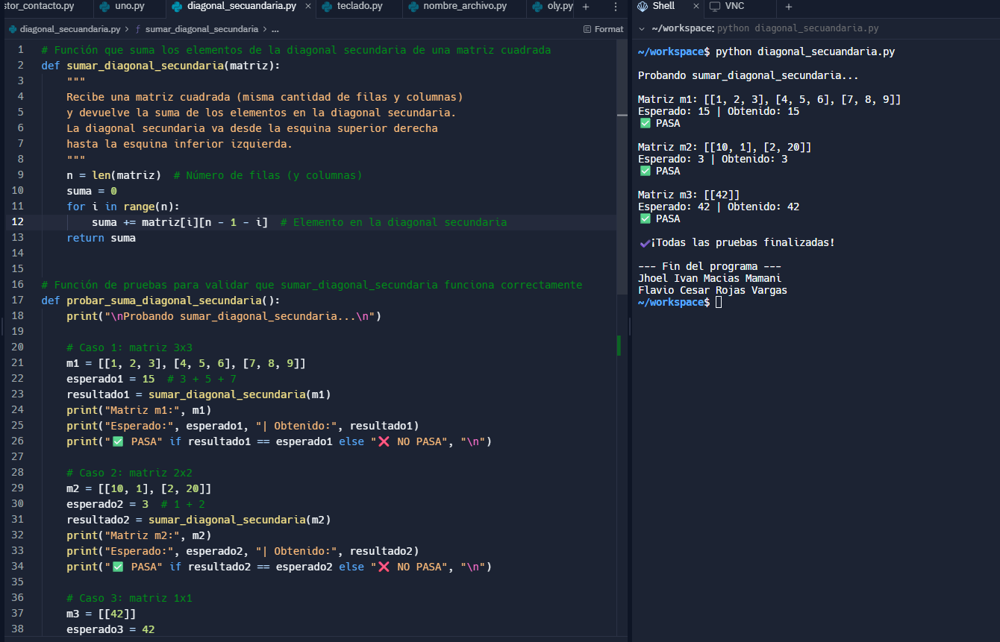 stor_contacto.py uno.py diagonal_secuandaria.py × teclado.py nombre_archivo.py oly.py +
diagonal_secuandaria.py > ƒ sumar_diagonal_secundaria > ... Format
1 # Función que suma los elementos de la diagonal secundaria de una matriz cuadrada
2 def sumar_diagonal_secundaria(matriz):
3 """
4 Recibe una matriz cuadrada (misma cantidad de filas y columnas)
5 y devuelve la suma de los elementos en la diagonal secundaria.
6 La diagonal secundaria va desde la esquina superior derecha
7 hasta la esquina inferior izquierda.
8 """
9 n = len(matriz)  # Número de filas (y columnas)
10 suma = 0
11 for i in range(n):
12 suma += matriz[i][n - 1 - i]  # Elemento en la diagonal secundaria
13 return suma
14
15
16 # Función de pruebas para validar que sumar_diagonal_secundaria funciona correctamente
17 def probar_suma_diagonal_secundaria():
18 print("\nProbando sumar_diagonal_secundaria...\n")
19
20 # Caso 1: matriz 3x3
21 m1 = [[1, 2, 3], [4, 5, 6], [7, 8, 9]]
22 esperado1 = 15  # 3 + 5 + 7
23 resultado1 = sumar_diagonal_secundaria(m1)
24 print("Matriz m1:", m1)
25 print("Esperado:", esperado1, "| Obtenido:", resultado1)
26 print("✅ PASA" if resultado1 == esperado1 else "❌ NO PASA", "\n")
27
28 # Caso 2: matriz 2x2
29 m2 = [[10, 1], [2, 20]]
30 esperado2 = 3  # 1 + 2
31 resultado2 = sumar_diagonal_secundaria(m2)
32 print("Matriz m2:", m2)
33 print("Esperado:", esperado2, "| Obtenido:", resultado2)
34 print("✅ PASA" if resultado2 == esperado2 else "❌ NO PASA", "\n")
35
36 # Caso 3: matriz 1x1
37 m3 = [[42]]
38 esperado3 = 42
Shell × VNC +
~/workspace: python diagonal_secuandaria.py
~/workspace$ python diagonal_secuandaria.py
Probando sumar_diagonal_secundaria...
Matriz m1: [[1, 2, 3], [4, 5, 6], [7, 8, 9]]
Esperado: 15 | Obtenido: 15
✅ PASA
Matriz m2: [[10, 1], [2, 20]]
Esperado: 3 | Obtenido: 3
✅ PASA
Matriz m3: [[42]]
Esperado: 42 | Obtenido: 42
✅ PASA
✔¡Todas las pruebas finalizadas!
--- Fin del programa ---
Jhoel Ivan Macias Mamani
Flavio Cesar Rojas Vargas
~/workspace$